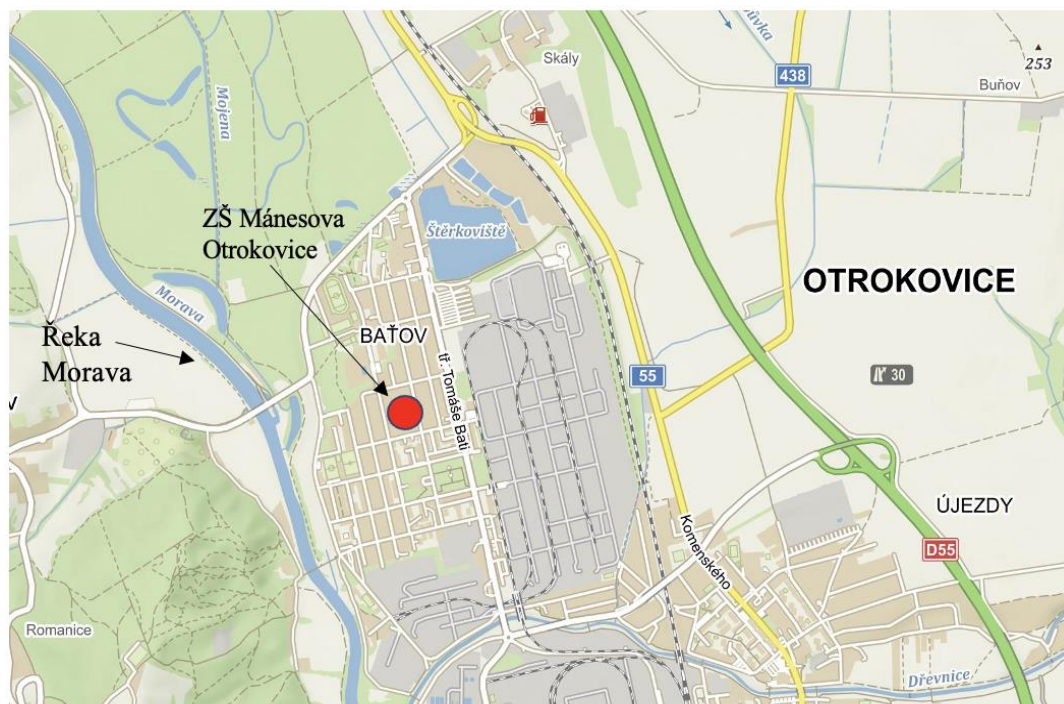 Skály
253
Buňov
438
Mojena
ZŠ Mánesova
Otrokovice
Štěrkoviště
OTROKOVICE
Morava
Řeka
Morava
BAŤOV
tř. Tomáše Bati
55
30
ÚJEZDY
D55
Komenského
Romanice
Dřevnice